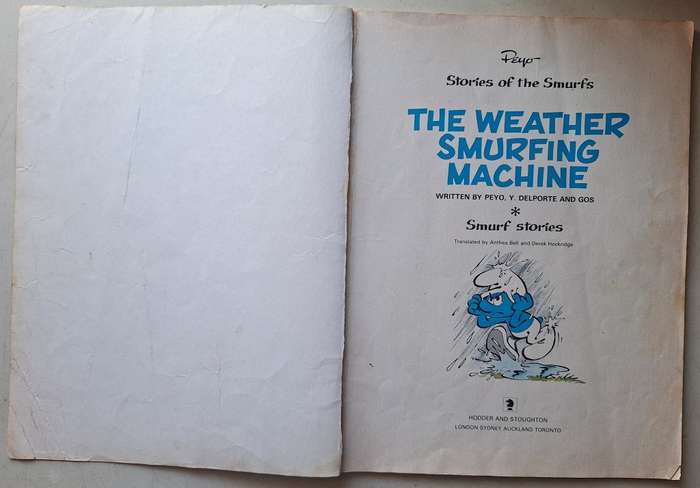 Peyo
Stories of the Smurfs
THE WEATHER
SMURFING
MACHINE
WRITTEN BY PEYO, Y. DELPORTE AND GOS
*
Smurf stories
Translated by Anthea Bell and Derek Hockridge
HODDER AND STOUGHTON
LONDON SYDNEY AUCKLAND TORONTO